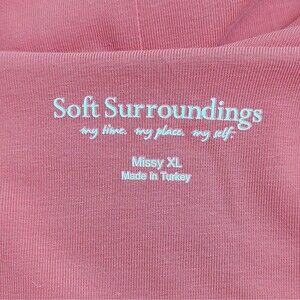 Soft Surroundings
my time. my place. my self.
Missy XL
Made in Turkey